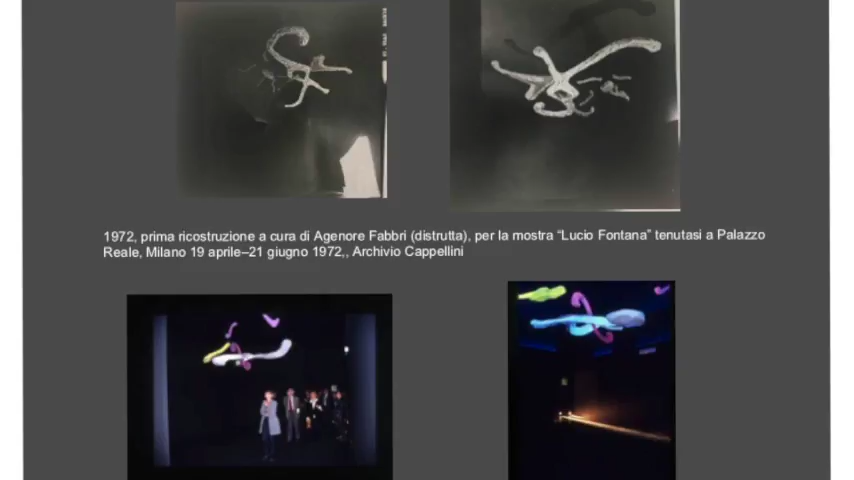 1972, prima ricostruzione a cura di Agenore Fabbri (distrutta), per la mostra “Lucio Fontana” tenutasi a Palazzo
Reale, Milano 19 aprile–21 giugno 1972,, Archivio Cappellini